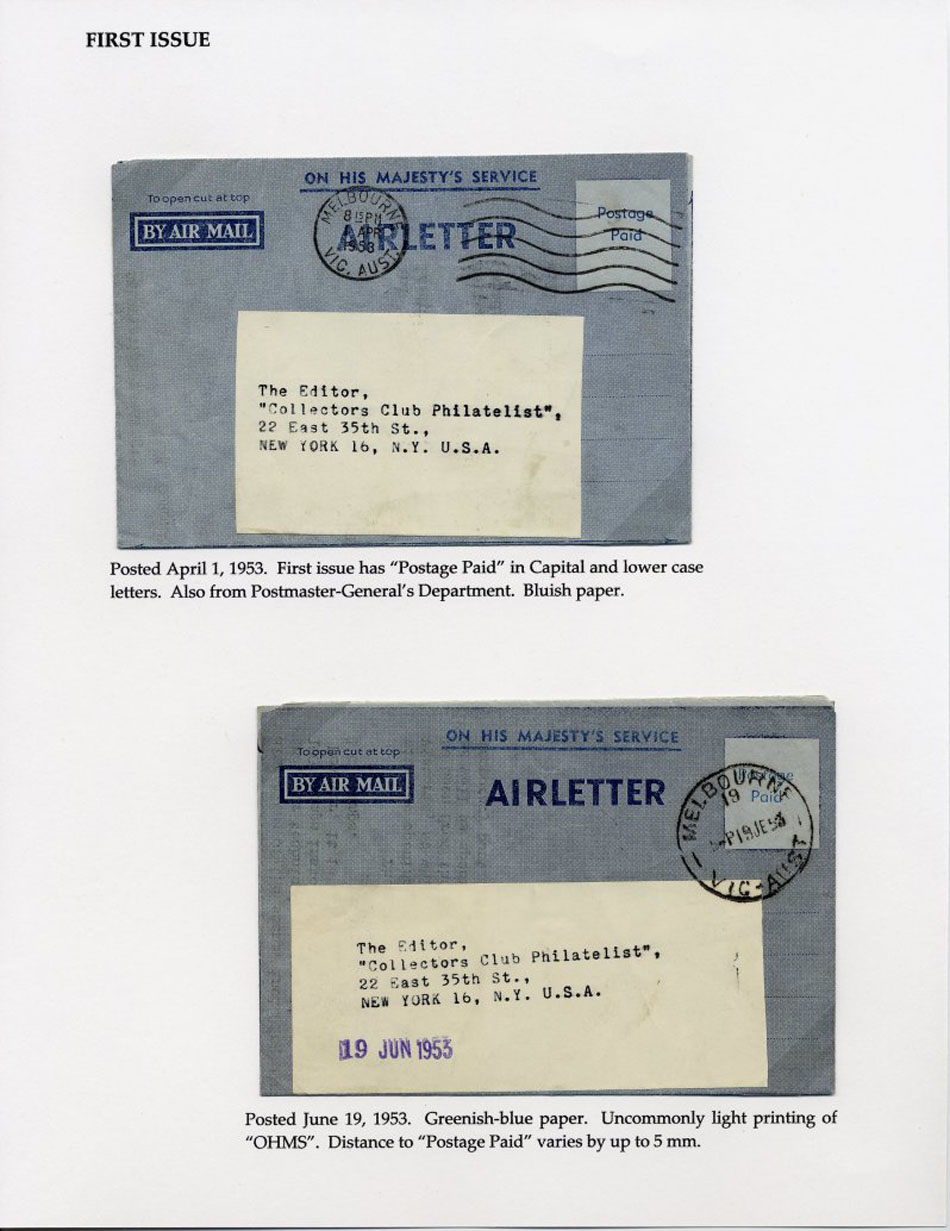 FIRST ISSUE
ON HIS MAJESTY'S SERVICE
To open cut at top
BY AIR MAIL
AIRLETTER
Postage
Paid
MELBOURNE
8 15 PM
1 APR
1953
VIC. AUST.
The Editor,
"Collectors Club Philatelist",
22 East 35th St.,
NEW YORK 16, N.Y. U.S.A.
Posted April 1, 1953. First issue has “Postage Paid” in Capital and lower case
letters. Also from Postmaster-General’s Department. Bluish paper.
ON HIS MAJESTY'S SERVICE
To open cut at top
BY AIR MAIL
AIRLETTER
Postage
Paid
MELBOURNE
19
P19JE53
VIC-AUST
The Editor,
"Collectors Club Philatelist",
22 East 35th St.,
NEW YORK 16, N.Y. U.S.A.
19 JUN 1953
Posted June 19, 1953. Greenish-blue paper. Uncommonly light printing of
“OHMS”. Distance to “Postage Paid” varies by up to 5 mm.